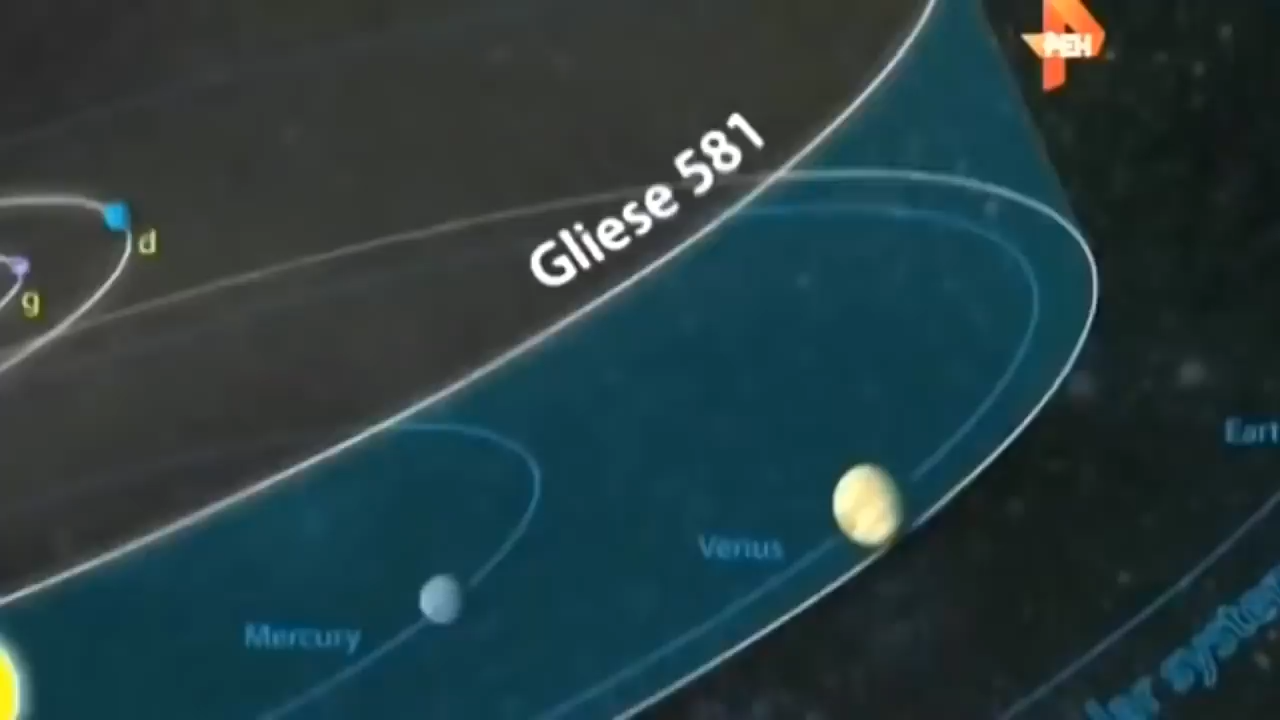 РЕН
Gliese 581
d
g
Venus
Mercury